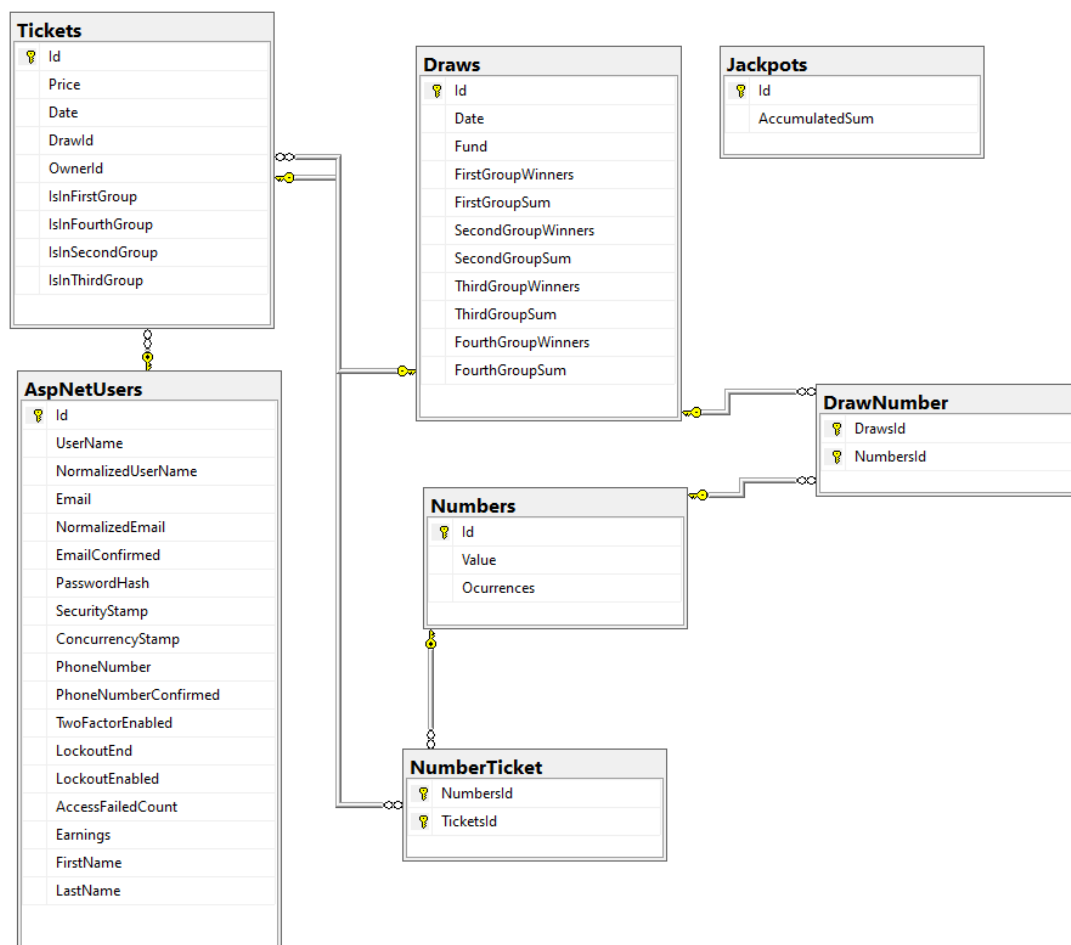 Tickets
Id
Price
Date
DrawId
OwnerId
IsInFirstGroup
IsInFourthGroup
IsInSecondGroup
IsInThirdGroup
Draws
Id
Date
Fund
FirstGroupWinners
FirstGroupSum
SecondGroupWinners
SecondGroupSum
ThirdGroupWinners
ThirdGroupSum
FourthGroupWinners
FourthGroupSum
Jackpots
Id
AccumulatedSum
AspNetUsers
Id
UserName
NormalizedUserName
Email
NormalizedEmail
EmailConfirmed
PasswordHash
SecurityStamp
ConcurrencyStamp
PhoneNumber
PhoneNumberConfirmed
TwoFactorEnabled
LockoutEnd
LockoutEnabled
AccessFailedCount
Earnings
FirstName
LastName
DrawNumber
DrawsId
NumbersId
Numbers
Id
Value
Ocurrences
NumberTicket
NumbersId
TicketsId